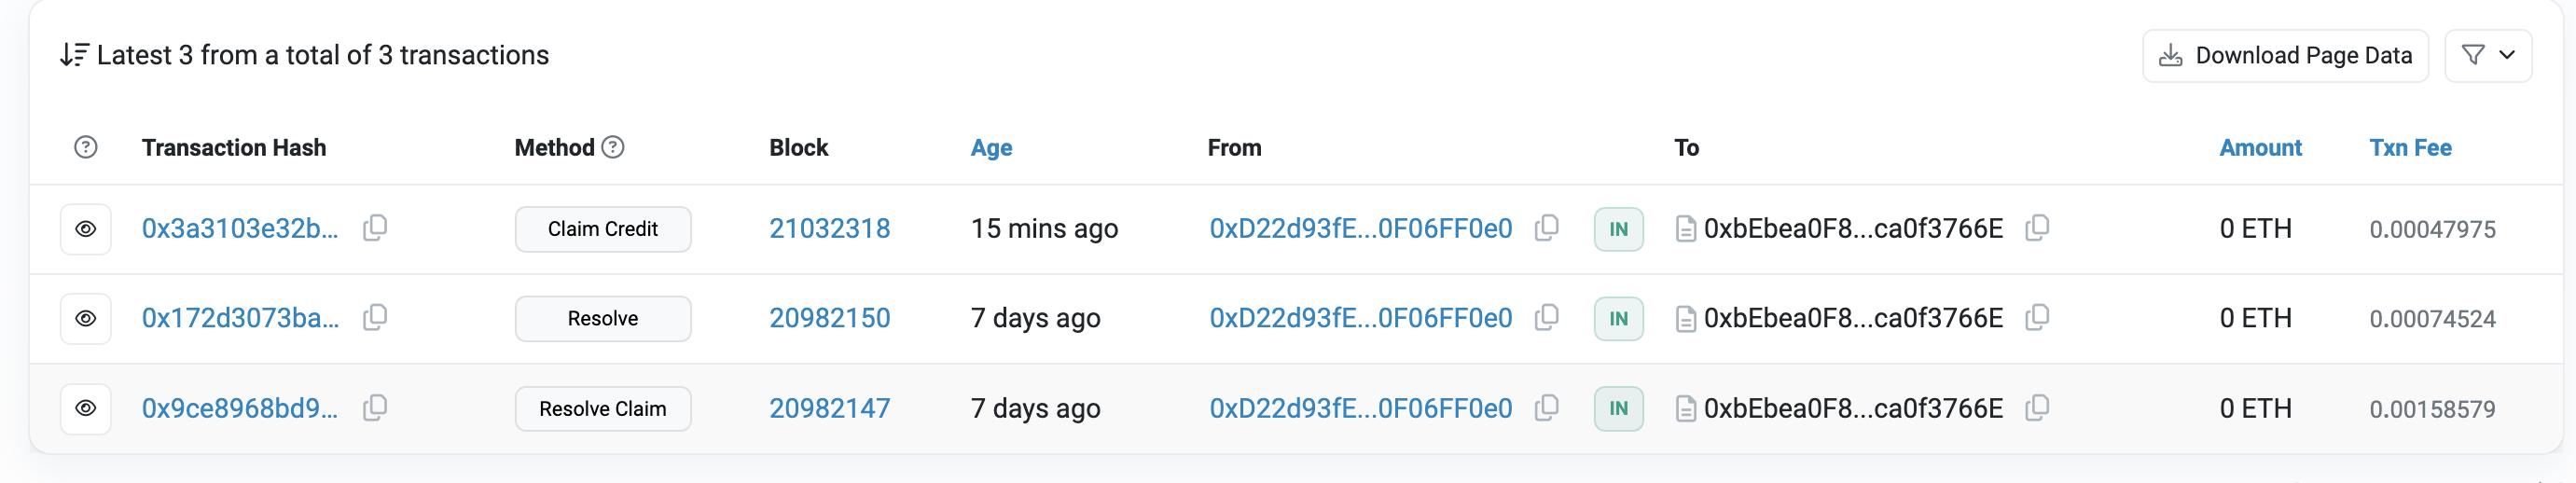 Latest 3 from a total of 3 transactions
Download Page Data
Transaction Hash Method Block Age From To Amount Txn Fee
0x3a3103e32b... Claim Credit 21032318 15 mins ago 0xD22d93fE...0F06FF0e0 IN 0xbEbea0F8...ca0f3766E 0 ETH 0.00047975
0x172d3073ba... Resolve 20982150 7 days ago 0xD22d93fE...0F06FF0e0 IN 0xbEbea0F8...ca0f3766E 0 ETH 0.00074524
0x9ce8968bd9... Resolve Claim 20982147 7 days ago 0xD22d93fE...0F06FF0e0 IN 0xbEbea0F8...ca0f3766E 0 ETH 0.00158579